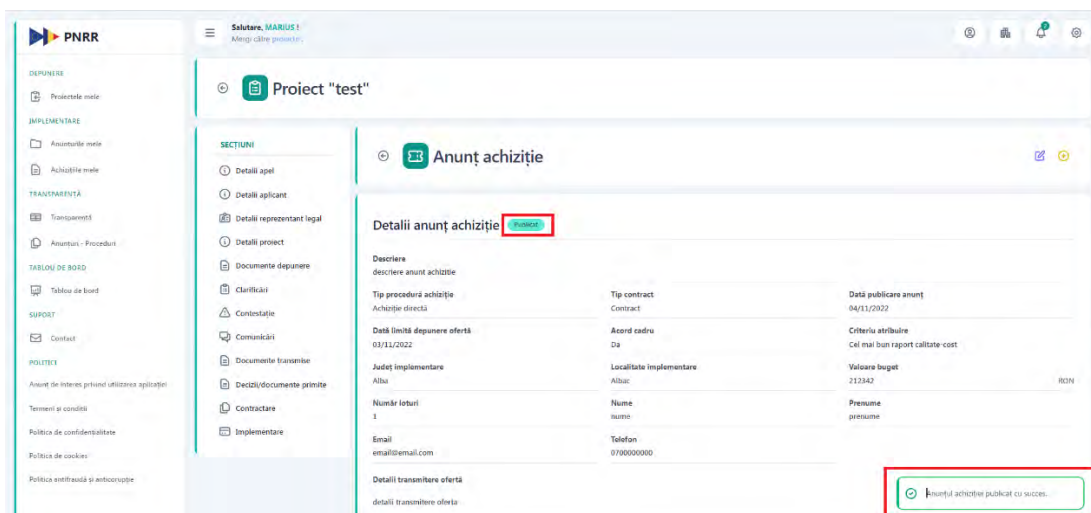 PNRR
Salutare, MARIUS !
Mergi către proiecte.
DEPUNERE
Proiectele mele
IMPLEMENTARE
Anunțurile mele
Achizițiile mele
TRANSPARENȚĂ
Transparență
Anunțuri - Proceduri
TABLOU DE BORD
Tablou de bord
SUPORT
Contact
POLITICI
Anunț de interes privind utilizarea aplicației
Termeni și condiții
Politica de confidențialitate
Politica de cookies
Politica antifraudă și anticorupție
Proiect "test"
SECȚIUNI
Detalii apel
Detalii aplicant
Detalii reprezentant legal
Detalii proiect
Documente depunere
Clarificări
Contestație
Comunicări
Documente transmise
Decizii/documente primite
Contractare
Implementare
Anunț achiziție
Detalii anunț achiziție Publicat
Descriere
descriere anunt achizitie
Tip procedură achiziție
Achiziție directă
Tip contract
Contract
Dată publicare anunț
04/11/2022
Dată limită depunere ofertă
03/11/2022
Acord cadru
Da
Criteriu atribuire
Cel mai bun raport calitate-cost
Județ implementare
Alba
Localitate implementare
Albac
Valoare buget
212342 RON
Număr loturi
1
Nume
nume
Prenume
prenume
Email
email@email.com
Telefon
0700000000
Detalii transmitere ofertă
detalii transmitere oferta
Anunțul achiziție publicat cu succes.